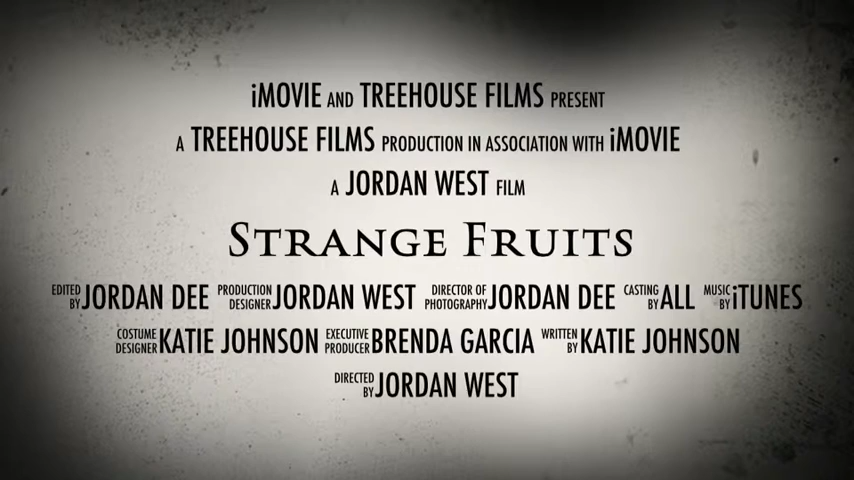 iMOVIE AND TREEHOUSE FILMS PRESENT
A TREEHOUSE FILMS PRODUCTION IN ASSOCIATION WITH iMOVIE
A JORDAN WEST FILM
STRANGE FRUITS
EDITED BY JORDAN DEE PRODUCTION DESIGNER JORDAN WEST DIRECTOR OF PHOTOGRAPHY JORDAN DEE CASTING BY ALL MUSIC BY iTUNES
COSTUME DESIGNER KATIE JOHNSON EXECUTIVE PRODUCER BRENDA GARCIA WRITTEN BY KATIE JOHNSON
DIRECTED BY JORDAN WEST